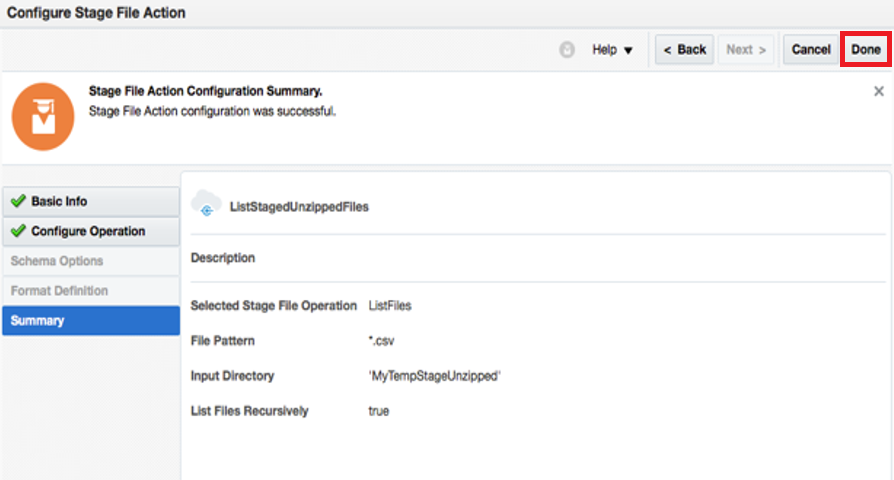 Configure Stage File Action
Help
< Back
Next >
Cancel
Done
Stage File Action Configuration Summary.
Stage File Action configuration was successful.
Basic Info
Configure Operation
Schema Options
Format Definition
Summary
ListStagedUnzippedFiles
Description
Selected Stage File Operation ListFiles
File Pattern *.csv
Input Directory 'MyTempStageUnzipped'
List Files Recursively true